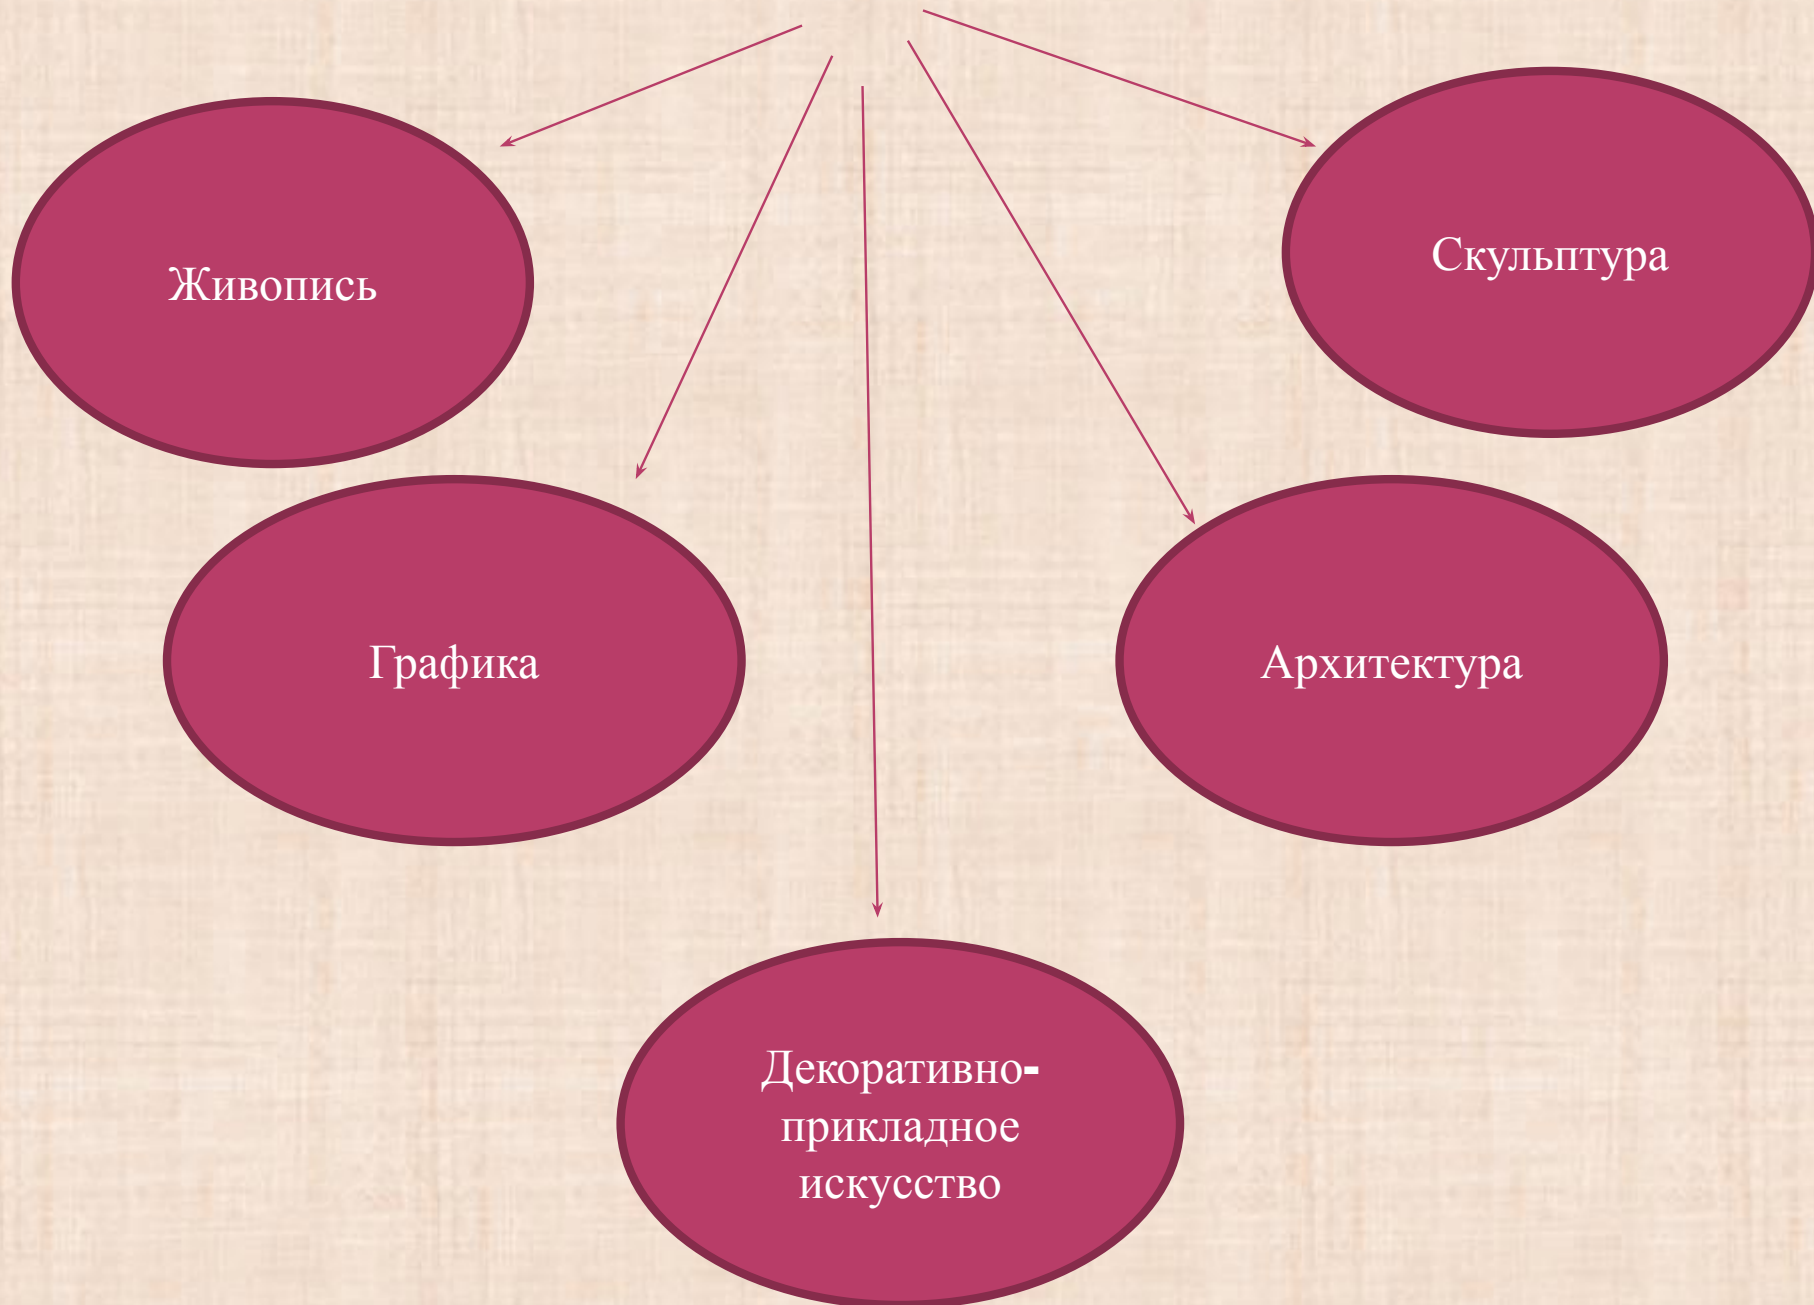 Живопись
Скульптура
Графика
Архитектура
Декоративно-
прикладное
искусство